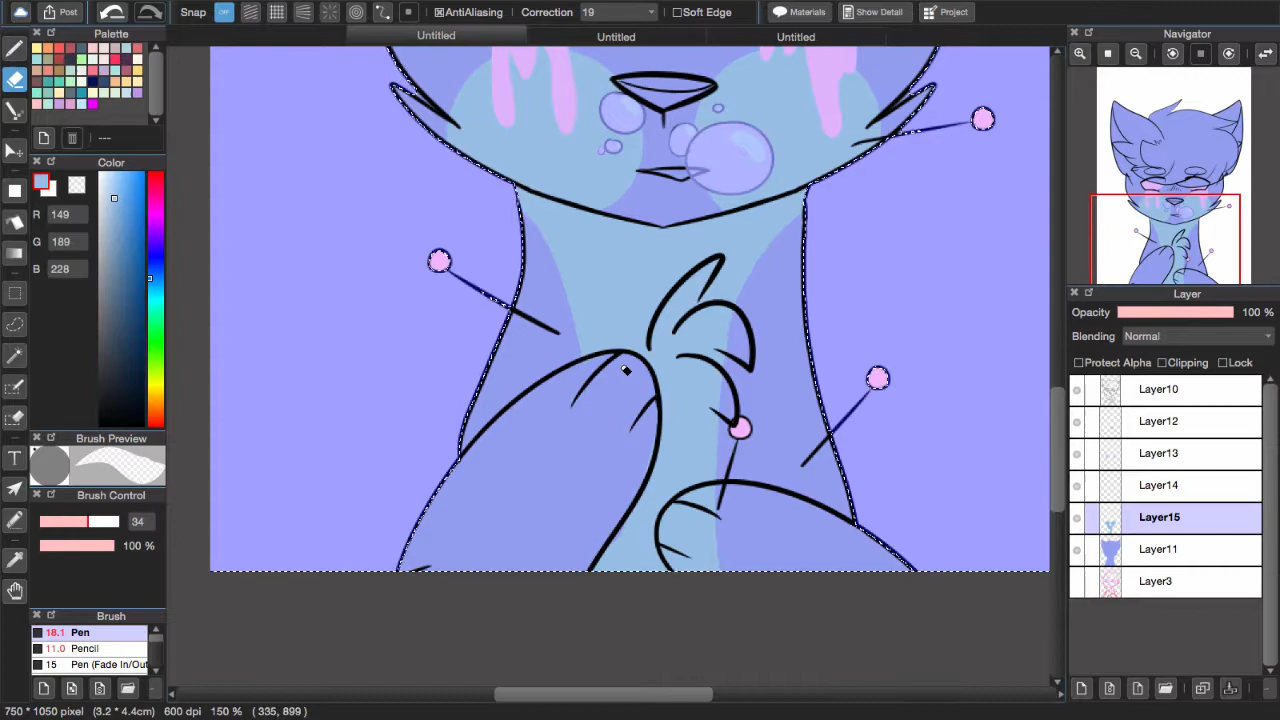 Post Snap OFF AntiAliasing Correction 19 Soft Edge Materials Show Detail Project
Untitled Untitled Untitled
Palette
---
Color
R 149
G 189
B 228
Brush Preview
Brush Control
34
100 %
Brush
18.1 Pen
11.0 Pencil
15 Pen (Fade In/Out
Navigator
Layer
Opacity 100 %
Blending Normal
Protect Alpha Clipping Lock
Layer10
Layer12
Layer13
Layer14
Layer15
Layer11
Layer3
T
750 * 1050 pixel (3.2 * 4.4cm) 600 dpi 150 % ( 335, 899 )